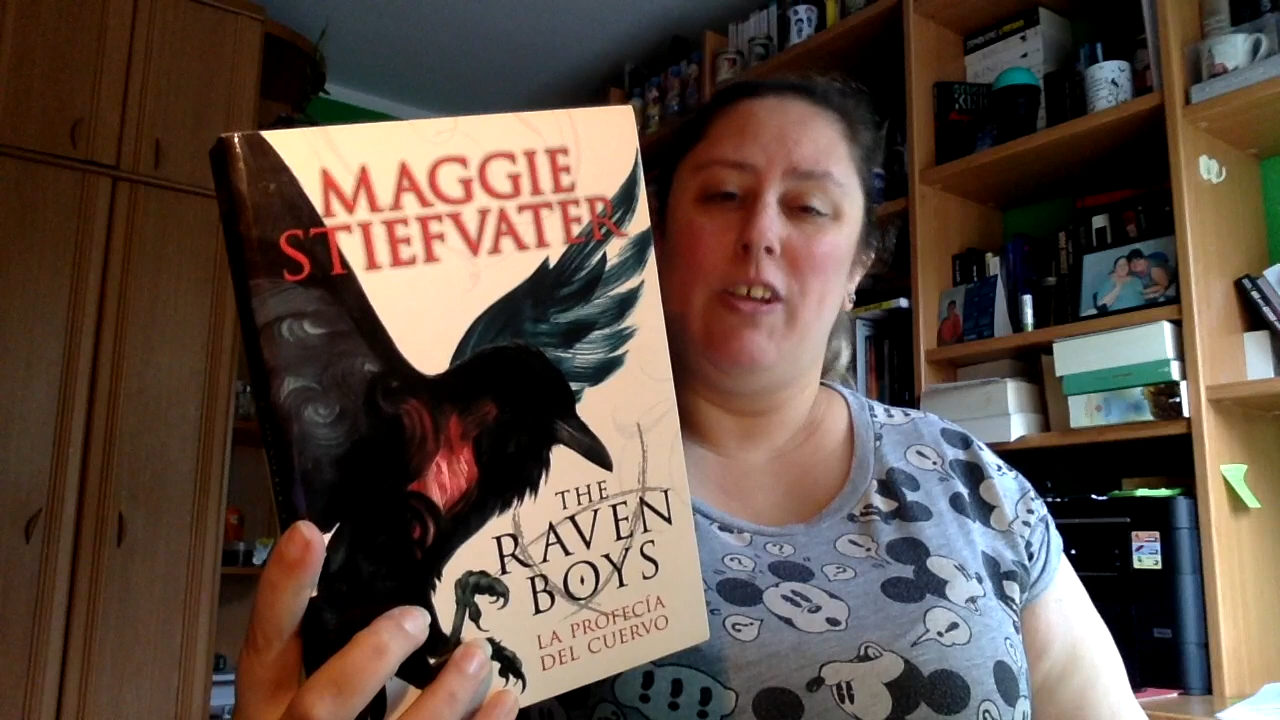 MAGGIE
STIEFVATER
THE
RAVEN
BOYS
LA PROFECÍA
DEL CUERVO